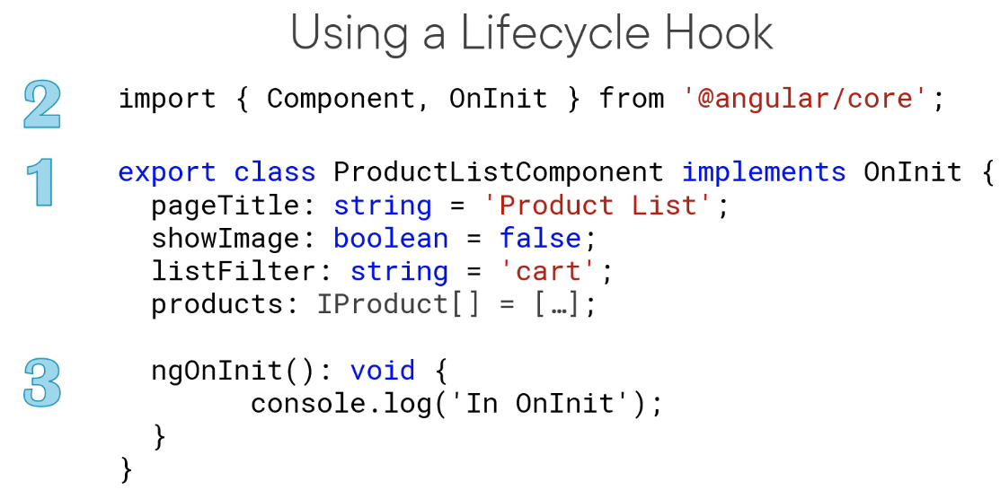 Using a Lifecycle Hook
2 import { Component, OnInit } from '@angular/core';
1 export class ProductListComponent implements OnInit {
pageTitle: string = 'Product List';
showImage: boolean = false;
listFilter: string = 'cart';
products: IProduct[] = […];
3 ngOnInit(): void {
console.log('In OnInit');
}
}